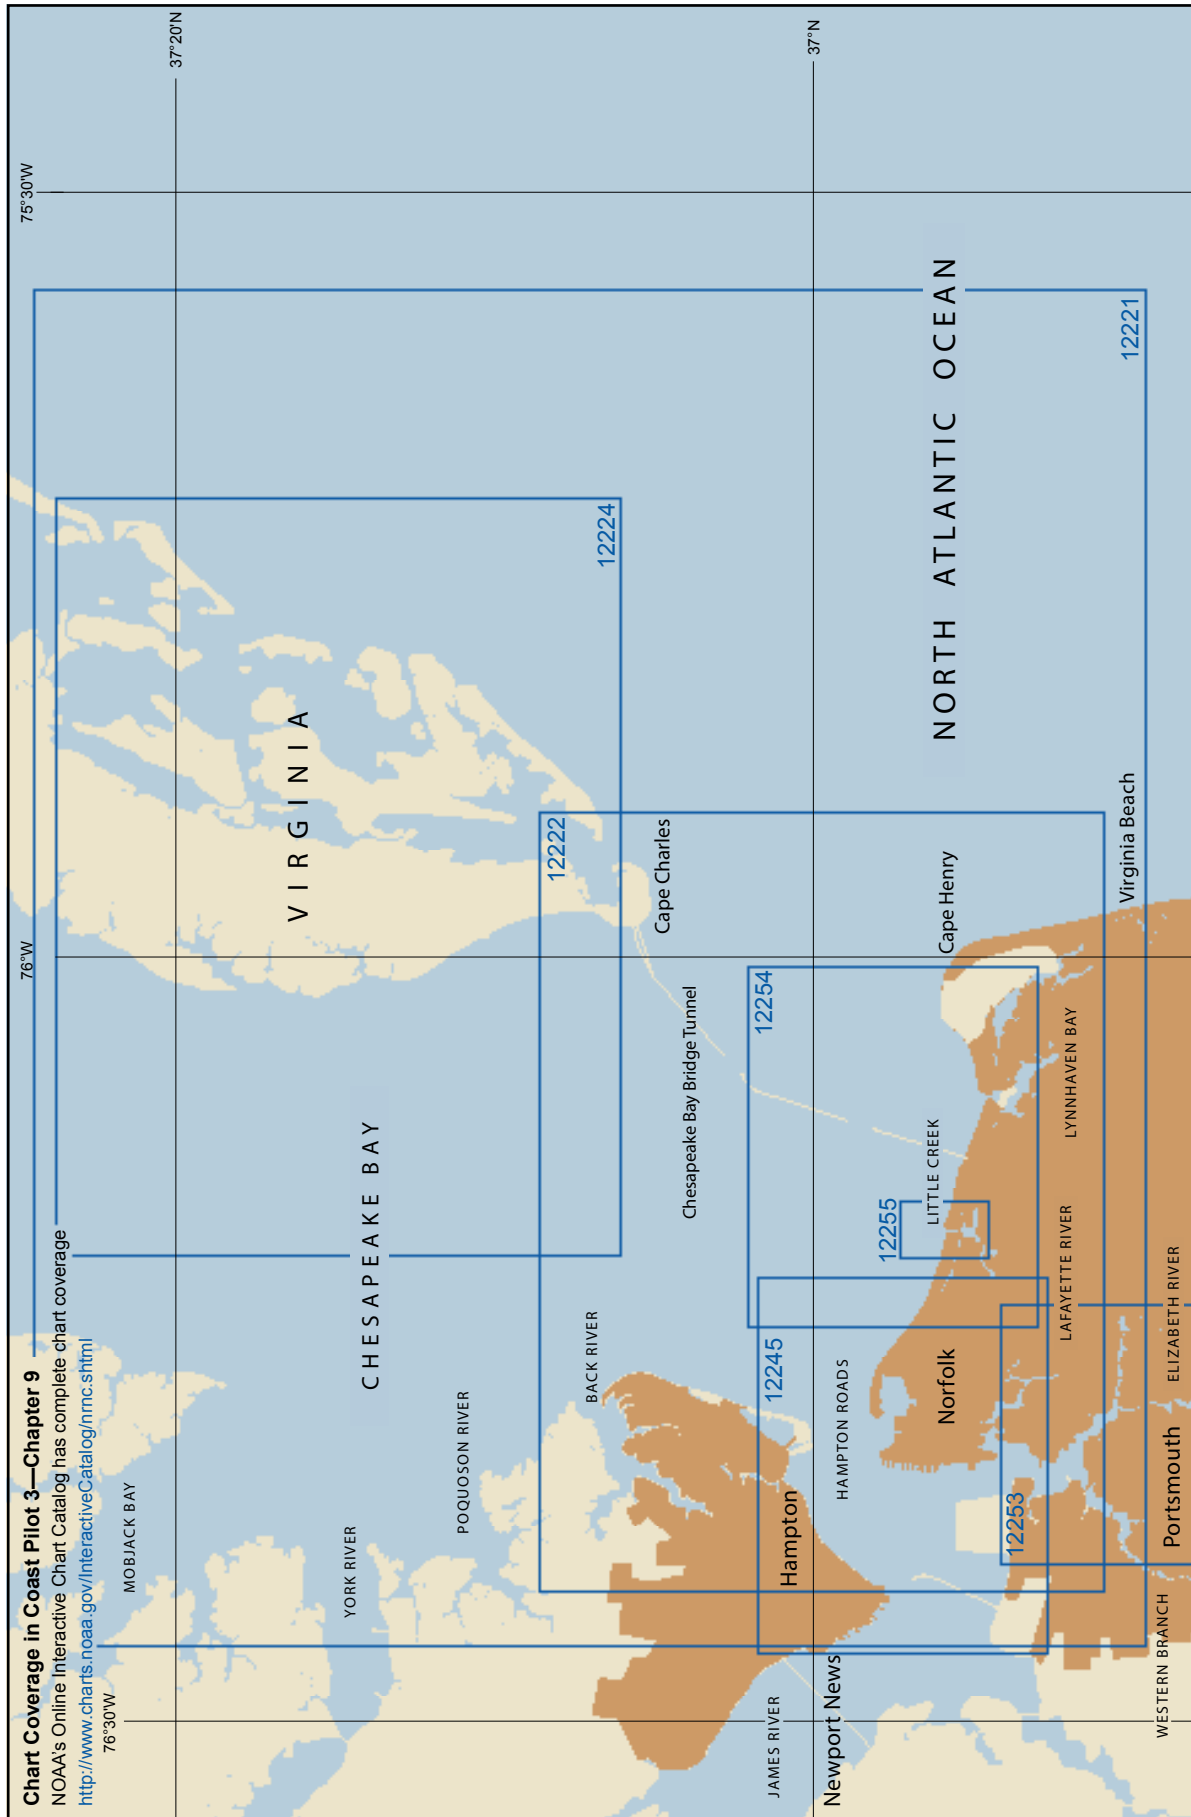 Chart Coverage in Coast Pilot 3—Chapter 9
NOAA's Online Interactive Chart Catalog has complete chart coverage
http://www.charts.noaa.gov/InteractiveCatalog/nrnc.shtml
76°30'W
76°W
75°30'W
37°20'N
37°N
MOBJACK BAY
VIRGINIA
YORK RIVER
CHESAPEAKE BAY
POQUOSON RIVER
12222
BACK RIVER
12224
Cape Charles
Chesapeake Bay Bridge Tunnel
12254
12245
JAMES RIVER
Hampton
Newport News
HAMPTON ROADS
12255
LITTLE CREEK
Norfolk
Cape Henry
NORTH ATLANTIC OCEAN
12253
LAFAYETTE RIVER
LYNNHAVEN BAY
Virginia Beach
12221
WESTERN BRANCH
Portsmouth
ELIZABETH RIVER